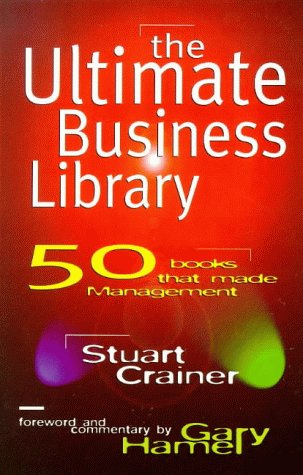 the
Ultimate
Business
Library
50 books
that made
Management
Stuart
Crainer
foreword and
commentary by Gary
Hamel